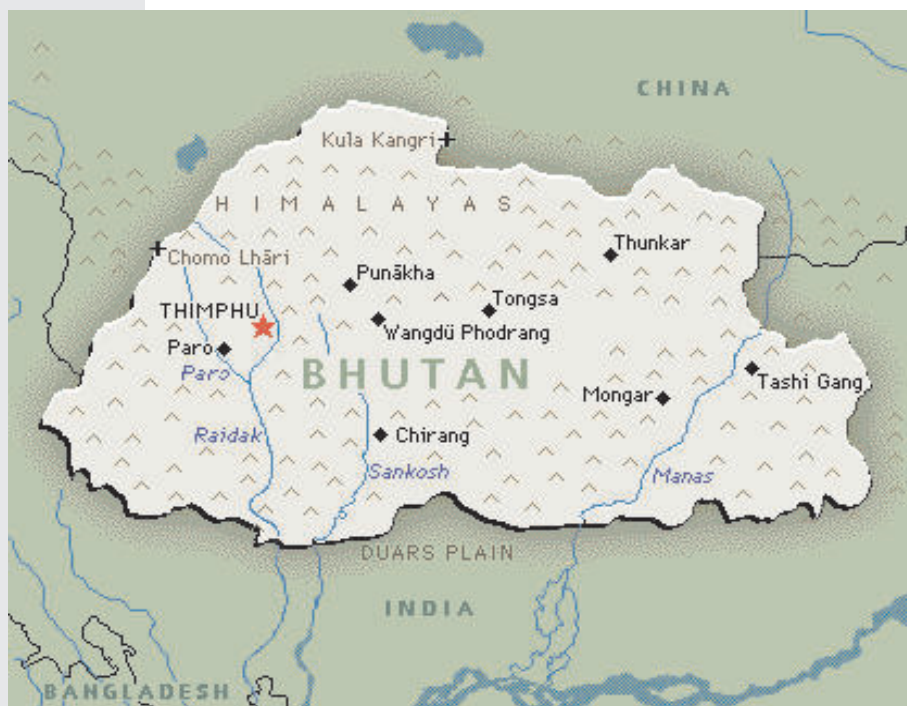 CHINA
Kula Kangri
HIMALAYAS
Thunkar
Chomo Lhāri
Punākha
Tongsa
THIMPHU
Wangdü Phodrang
Paro
BHUTAN
Paro
Tashi Gang
Mongar
Raidak
Chirang
Sankosh
Manas
DUARS PLAIN
INDIA
BANGLADESH